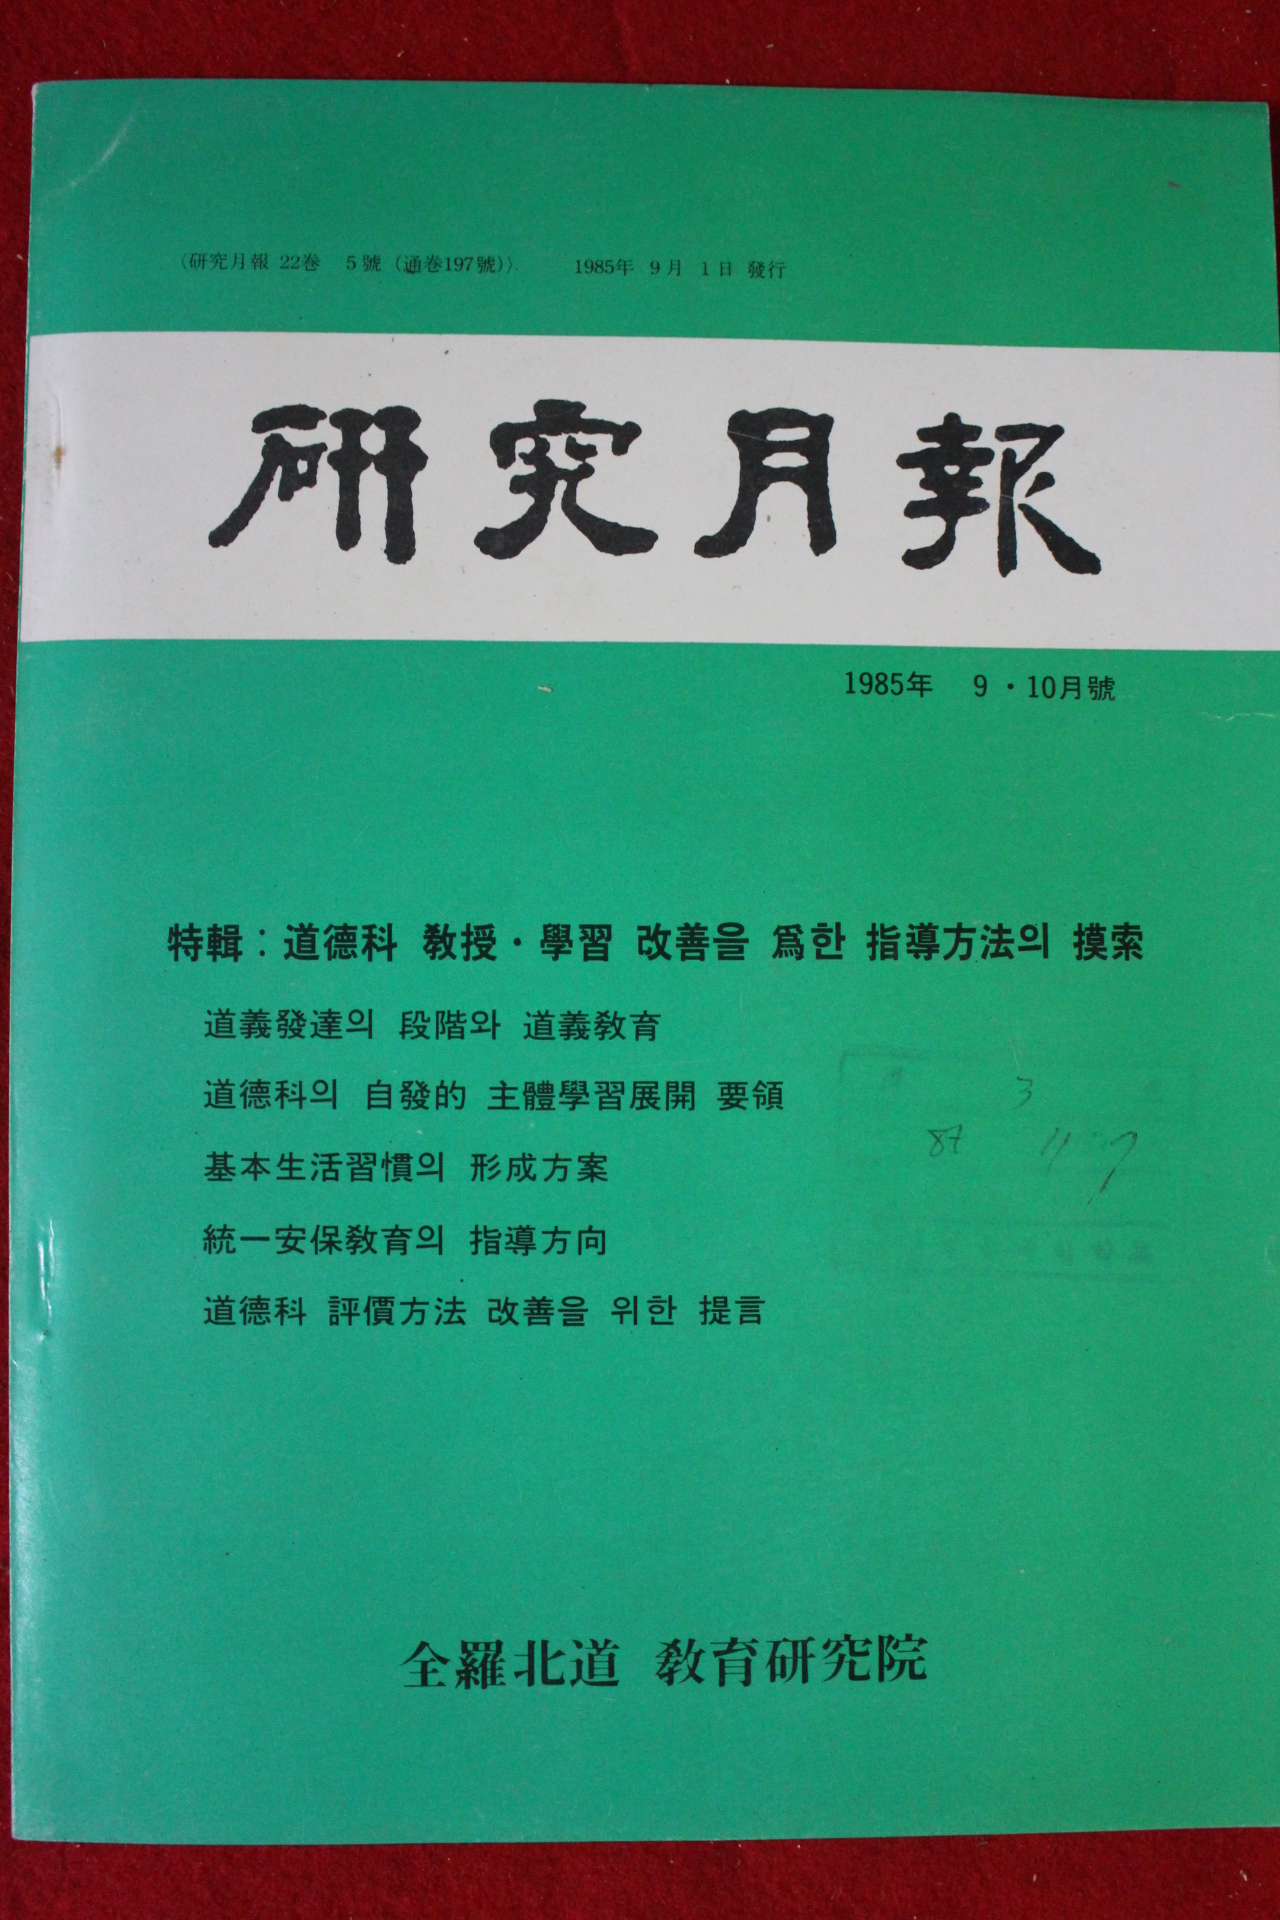 〈研究月報 22巻 5號 (通巻197號)〉. 1985年 9月 1日 發行
研究月報
1985年 9・10月號
特輯: 道德科 敎授・學習 改善을 爲한 指導方法의 摸索
道義發達의 段階와 道義敎育
道德科의 自發的 主體學習展開 要領
基本生活習慣의 形成方案
統一安保敎育의 指導方向
道德科 評價方法 改善을 위한 提言
3
87 11 7
全羅北道 敎育研究院